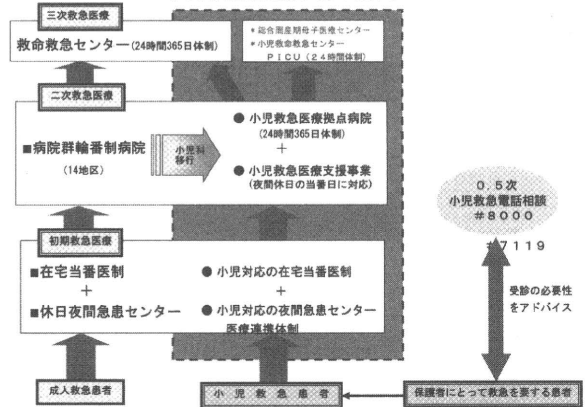 三次救急医療
救命救急センター(24時間365日体制)
＊総合周産期母子医療センター
＊小児救命救急センター
ＰＩＣＵ（２４時間体制）
二次救急医療
■病院群輪番制病院
(14地区)
小児科
移行
● 小児救急医療拠点病院
(24時間365日体制)
＋
● 小児救急医療支援事業
(夜間休日の当番日に対応)
０.５次
小児救急電話相談
＃８０００
＃７１１９
初期救急医療
■在宅当番医制
＋
■休日夜間急患センター
● 小児対応の在宅当番医制
＋
● 小児対応の夜間急患センター
医療連携体制
受診の必要性
をアドバイス
成人救急患者
小児救急患者
保護者にとって救急を要する患者